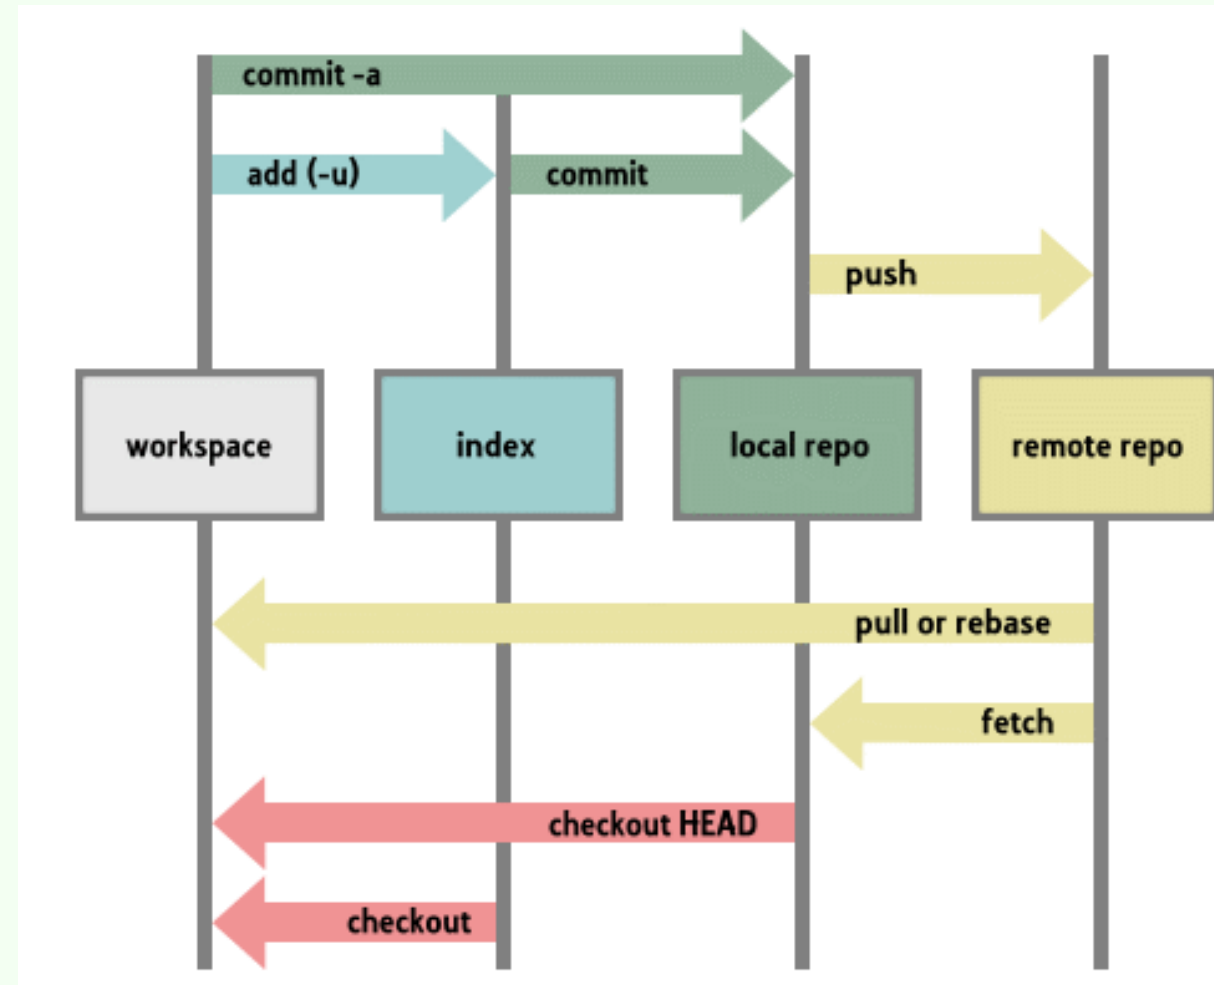 commit -a
add (-u)
commit
push
workspace
index
local repo
remote repo
pull or rebase
fetch
checkout HEAD
checkout